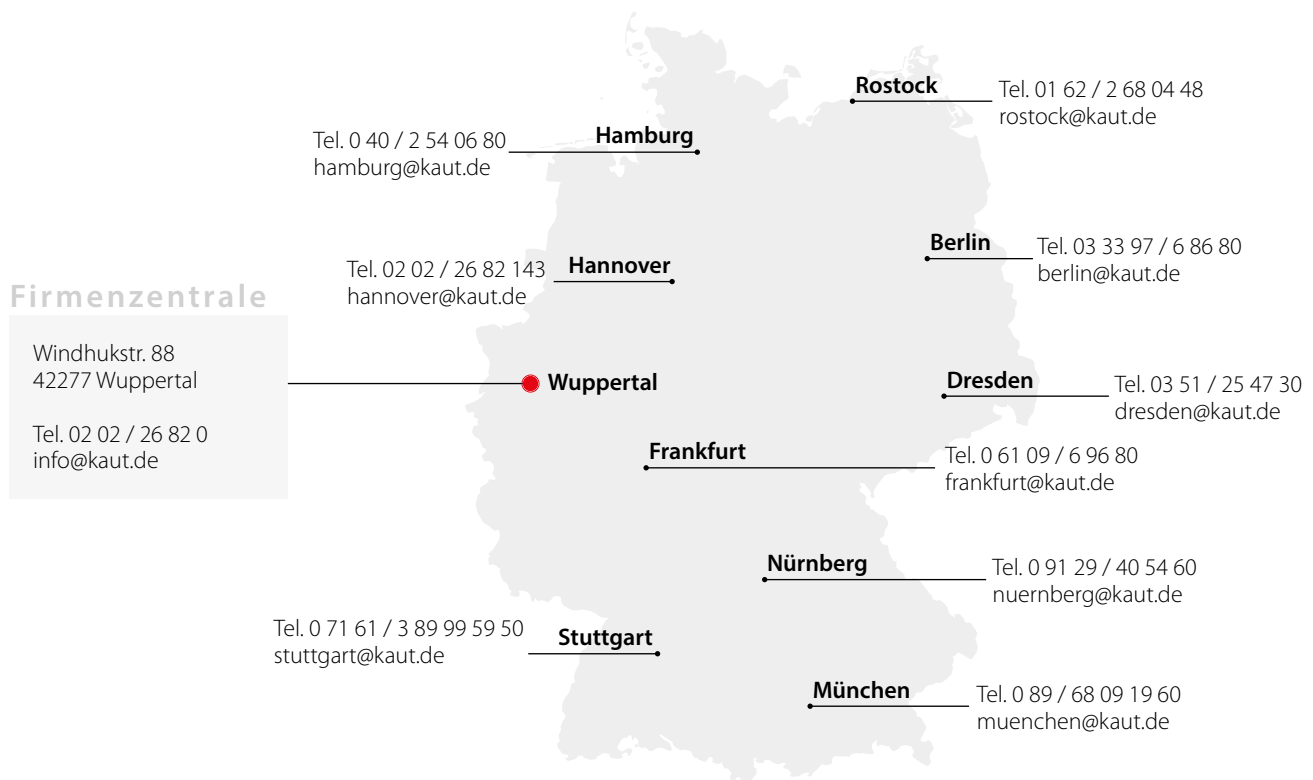 Rostock
Tel. 01 62 / 2 68 04 48
rostock@kaut.de
Tel. 0 40 / 2 54 06 80
hamburg@kaut.de
Hamburg
Berlin
Tel. 03 33 97 / 6 86 80
berlin@kaut.de
Tel. 02 02 / 26 82 143
hannover@kaut.de
Hannover
Firmenzentrale
Windhukstr. 88
42277 Wuppertal
Tel. 02 02 / 26 82 0
info@kaut.de
Wuppertal
Dresden
Tel. 03 51 / 25 47 30
dresden@kaut.de
Frankfurt
Tel. 0 61 09 / 6 96 80
frankfurt@kaut.de
Nürnberg
Tel. 0 91 29 / 40 54 60
nuernberg@kaut.de
Tel. 0 71 61 / 3 89 99 59 50
stuttgart@kaut.de
Stuttgart
München
Tel. 0 89 / 68 09 19 60
muenchen@kaut.de